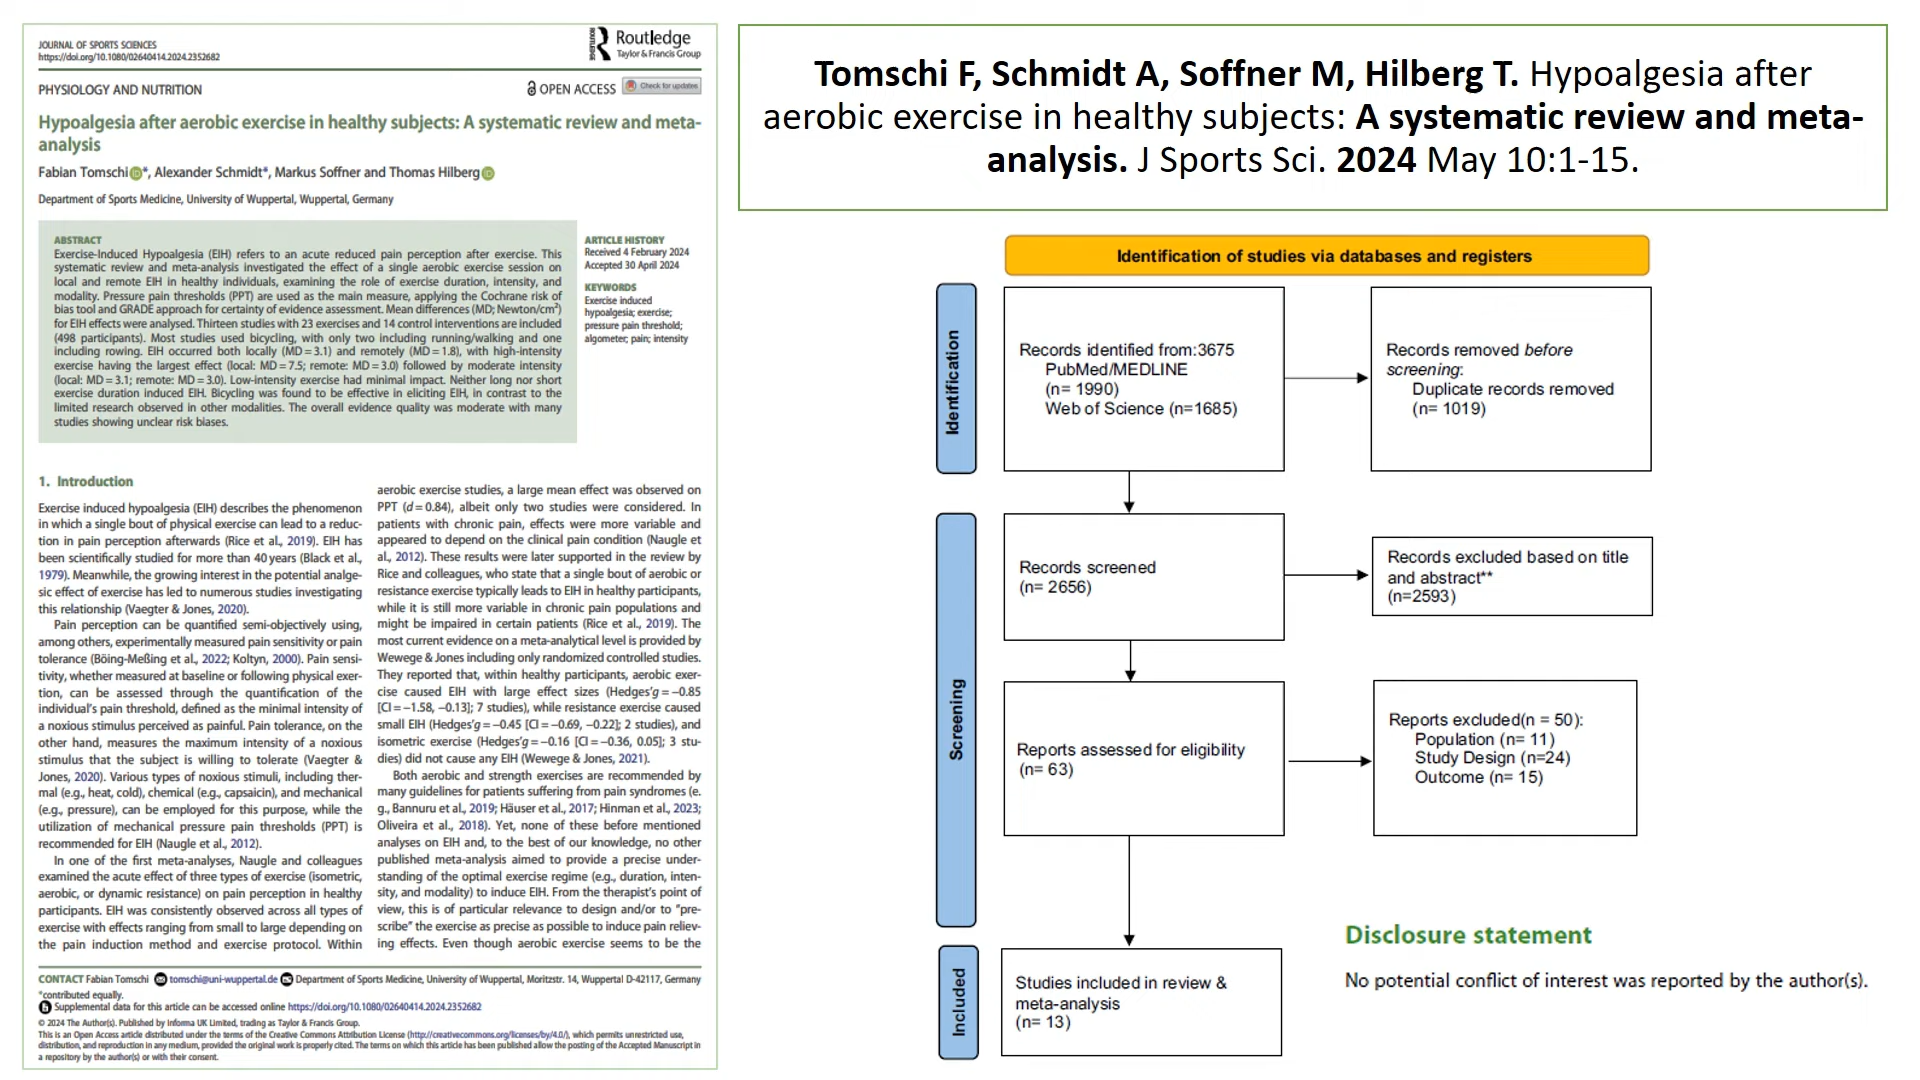 JOURNAL OF SPORTS SCIENCES
https://doi.org/10.1080/02640414.2024.2352682
ROUTLEDGE
Routledge
Taylor & Francis Group
PHYSIOLOGY AND NUTRITION
OPEN ACCESS
Check for updates
Hypoalgesia after aerobic exercise in healthy subjects: A systematic review and meta-
analysis
Fabian Tomschi*, Alexander Schmidt*, Markus Soffner and Thomas Hilberg
Department of Sports Medicine, University of Wuppertal, Wuppertal, Germany
ABSTRACT
Exercise-Induced Hypoalgesia (EIH) refers to an acute reduced pain perception after exercise. This
systematic review and meta-analysis investigated the effect of a single aerobic exercise session on
local and remote EIH in healthy individuals, examining the role of exercise duration, intensity, and
modality. Pressure pain thresholds (PPT) are used as the main measure, applying the Cochrane risk of
bias tool and GRADE approach for certainty of evidence assessment. Mean differences (MD; Newton/cm²)
for EIH effects were analysed. Thirteen studies with 23 exercises and 14 control interventions are included
(498 participants). Most studies used bicycling, with only two including running/walking and one
including rowing. EIH occurred both locally (MD = 3.1) and remotely (MD = 1.8), with high-intensity
exercise having the largest effect (local: MD = 7.5; remote: MD = 3.0) followed by moderate intensity
(local: MD = 3.1; remote: MD = 3.0). Low-intensity exercise had minimal impact. Neither long nor short
exercise duration induced EIH. Bicycling was found to be effective in eliciting EIH, in contrast to the
limited research observed in other modalities. The overall evidence quality was moderate with many
studies showing unclear risk biases.
ARTICLE HISTORY
Received 4 February 2024
Accepted 30 April 2024
KEYWORDS
Exercise induced
hypoalgesia; exercise;
pressure pain threshold;
algometer; pain; intensity
1. Introduction
Exercise induced hypoalgesia (EIH) describes the phenomenon
in which a single bout of physical exercise can lead to a reduc-
tion in pain perception afterwards (Rice et al., 2019). EIH has
been scientifically studied for more than 40 years (Black et al.,
1979). Meanwhile, the growing interest in the potential analge-
sic effect of exercise has led to numerous studies investigating
this relationship (Vaegter & Jones, 2020).
Pain perception can be quantified semi-objectively using,
among others, experimentally measured pain sensitivity or pain
tolerance (Böing-Meßing et al., 2022; Koltyn, 2000). Pain sensi-
tivity, whether measured at baseline or following physical exer-
tion, can be assessed through the quantification of the
individual's pain threshold, defined as the minimal intensity of
a noxious stimulus perceived as painful. Pain tolerance, on the
other hand, measures the maximum intensity of a noxious
stimulus that the subject is willing to tolerate (Vaegter &
Jones, 2020). Various types of noxious stimuli, including ther-
mal (e.g., heat, cold), chemical (e.g., capsaicin), and mechanical
(e.g., pressure), can be employed for this purpose, while the
utilization of mechanical pressure pain thresholds (PPT) is
recommended for EIH (Naugle et al., 2012).
In one of the first meta-analyses, Naugle and colleagues
examined the acute effect of three types of exercise (isometric,
aerobic, or dynamic resistance) on pain perception in healthy
participants. EIH was consistently observed across all types of
exercise with effects ranging from small to large depending on
the pain induction method and exercise protocol. Within
aerobic exercise studies, a large mean effect was observed on
PPT (d = 0.84), albeit only two studies were considered. In
patients with chronic pain, effects were more variable and
appeared to depend on the clinical pain condition (Naugle et
al., 2012). These results were later supported in the review by
Rice and colleagues, who state that a single bout of aerobic or
resistance exercise typically leads to EIH in healthy participants,
while it is still more variable in chronic pain populations and
might be impaired in certain patients (Rice et al., 2019). The
most current evidence on a meta-analytical level is provided by
Wewege & Jones including only randomized controlled studies.
They reported that, within healthy participants, aerobic exer-
cise caused EIH with large effect sizes (Hedges'g = −0.85
[CI = −1.58, −0.13]; 7 studies), while resistance exercise caused
small EIH (Hedges'g = −0.45 [CI = −0.69, −0.22]; 2 studies), and
isometric exercise (Hedges'g = −0.16 [CI = −0.36, 0.05]; 3 stu-
dies) did not cause any EIH (Wewege & Jones, 2021).
Both aerobic and strength exercises are recommended by
many guidelines for patients suffering from pain syndromes (e.
g., Bannuru et al., 2019; Häuser et al., 2017; Hinman et al., 2023;
Oliveira et al., 2018). Yet, none of these before mentioned
analyses on EIH and, to the best of our knowledge, no other
published meta-analysis aimed to provide a precise under-
standing of the optimal exercise regime (e.g., duration, inten-
sity, and modality) to induce EIH. From the therapist's point of
view, this is of particular relevance to design and/or to "pre-
scribe" the exercise as precise as possible to induce pain reliev-
ing effects. Even though aerobic exercise seems to be the
CONTACT Fabian Tomschi tomschi@uni-wuppertal.de Department of Sports Medicine, University of Wuppertal, Moritzstr. 14, Wuppertal D-42117, Germany
*contributed equally.
Supplemental data for this article can be accessed online https://doi.org/10.1080/02640414.2024.2352682
© 2024 The Author(s). Published by Informa UK Limited, trading as Taylor & Francis Group.
This is an Open Access article distributed under the terms of the Creative Commons Attribution License (http://creativecommons.org/licenses/by/4.0/), which permits unrestricted use,
distribution, and reproduction in any medium, provided the original work is properly cited. The terms on which this article has been published allow the posting of the Accepted Manuscript in
a repository by the author(s) or with their consent.
Tomschi F, Schmidt A, Soffner M, Hilberg T. Hypoalgesia after
aerobic exercise in healthy subjects: A systematic review and meta-
analysis. J Sports Sci. 2024 May 10:1-15.
Identification of studies via databases and registers
Identification
Records identified from:3675
PubMed/MEDLINE
(n= 1990)
Web of Science (n=1685)
Records removed before
screening:
Duplicate records removed
(n= 1019)
Screening
Records screened
(n= 2656)
Records excluded based on title
and abstract**
(n=2593)
Reports assessed for eligibility
(n= 63)
Reports excluded(n = 50):
Population (n= 11)
Study Design (n=24)
Outcome (n= 15)
Included
Studies included in review &
meta-analysis
(n= 13)
Disclosure statement
No potential conflict of interest was reported by the author(s).